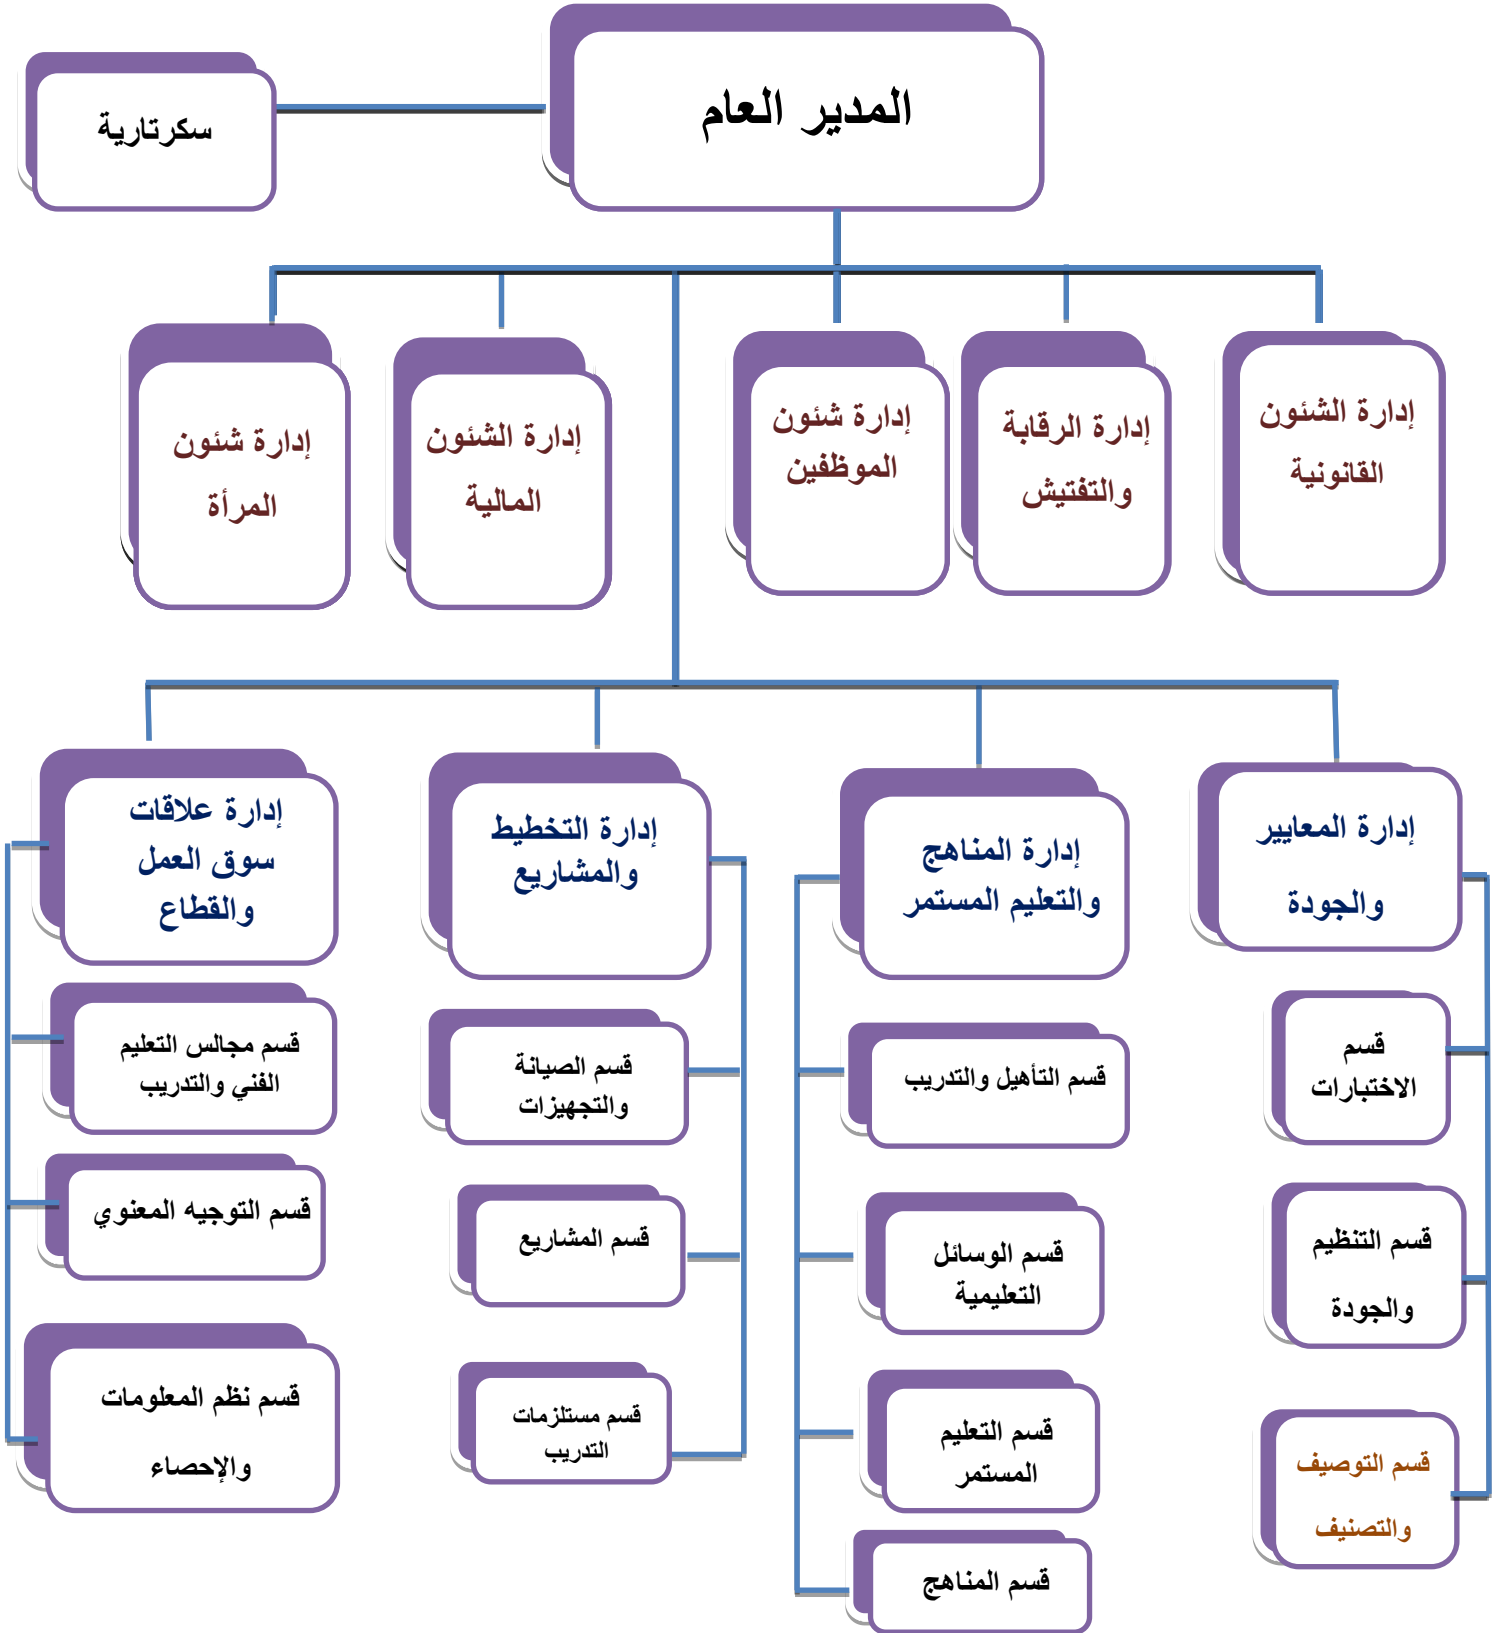 المدير العام
سكرتارية
إدارة الشئون
القانونية
إدارة الرقابة
والتفتيش
إدارة شئون
الموظفين
إدارة الشئون
المالية
إدارة شئون
المرأة
إدارة المعايير
والجودة
إدارة المناهج
والتعليم المستمر
إدارة التخطيط
والمشاريع
إدارة علاقات
سوق العمل
والقطاع
قسم
الاختبارات
قسم التنظيم
والجودة
قسم التوصيف
والتصنيف
قسم التأهيل والتدريب
قسم الوسائل
التعليمية
قسم التعليم
المستمر
قسم المناهج
قسم الصيانة
والتجهيزات
قسم المشاريع
قسم مستلزمات
التدريب
قسم مجالس التعليم
الفني والتدريب
قسم التوجيه المعنوي
قسم نظم المعلومات
والإحصاء